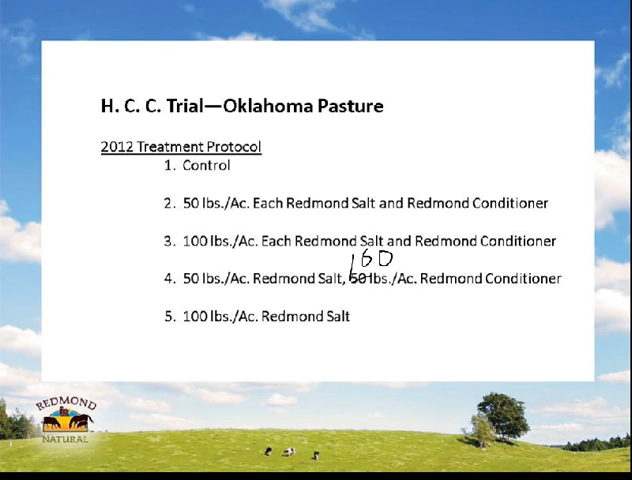 H. C. C. Trial—Oklahoma Pasture
2012 Treatment Protocol
1. Control
2. 50 lbs./Ac. Each Redmond Salt and Redmond Conditioner
3. 100 lbs./Ac. Each Redmond Salt and Redmond Conditioner
160
4. 50 lbs./Ac. Redmond Salt, 50 lbs./Ac. Redmond Conditioner
5. 100 lbs./Ac. Redmond Salt
REDMOND
NATURAL